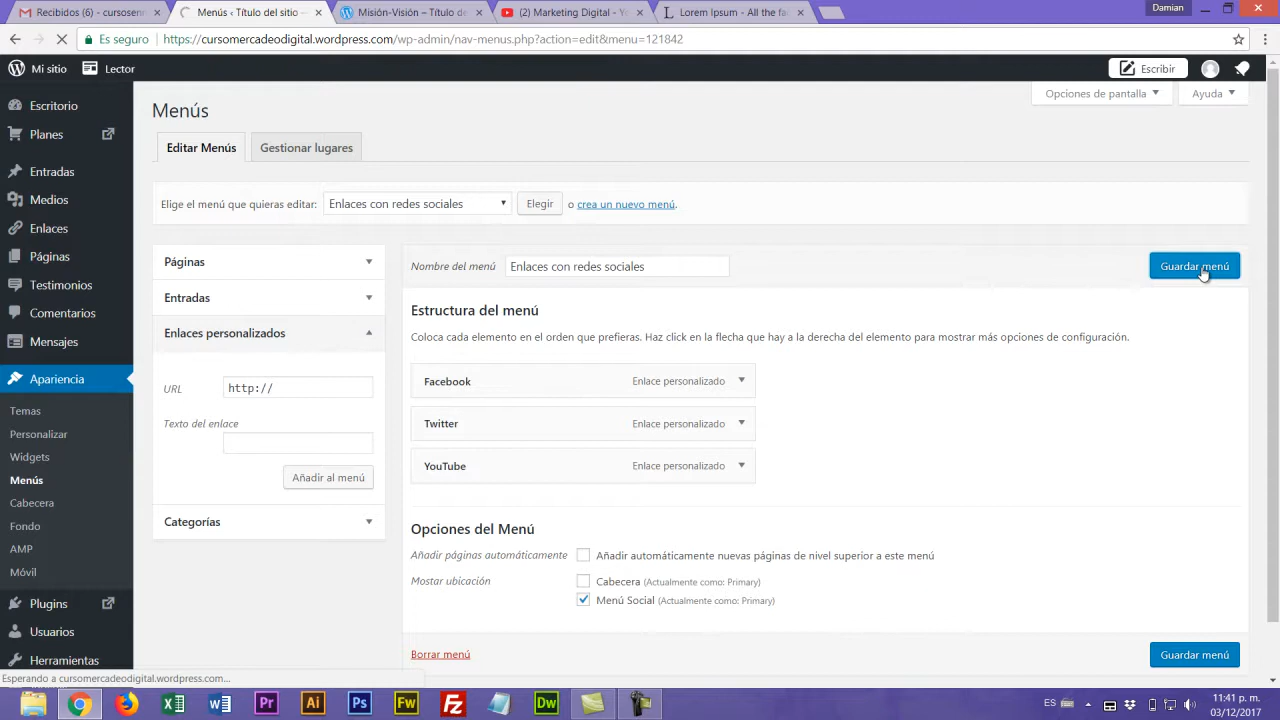 Recibidos (6) - cursosenr
Menús ‹ Título del sitio —
Misión-Visión – Título de
(2) Marketing Digital - Y
Lorem Ipsum - All the fa
Damian
Es seguro
https://cursomercadeodigital.wordpress.com/wp-admin/nav-menus.php?action=edit&menu=121842
Mi sitio
Lector
Escribir
Escritorio
Planes
Entradas
Medios
Enlaces
Páginas
Testimonios
Comentarios
Mensajes
Apariencia
Temas
Personalizar
Widgets
Menús
Cabecera
Fondo
AMP
Móvil
Plugins
Usuarios
Herramientas
Opciones de pantalla
Ayuda
Menús
Editar Menús
Gestionar lugares
Elige el menú que quieras editar:
Enlaces con redes sociales
Elegir
o crea un nuevo menú.
Páginas
Entradas
Enlaces personalizados
URL
http://
Texto del enlace
Añadir al menú
Categorías
Nombre del menú
Enlaces con redes sociales
Guardar menú
Estructura del menú
Coloca cada elemento en el orden que prefieras. Haz click en la flecha que hay a la derecha del elemento para mostrar más opciones de configuración.
Facebook
Enlace personalizado
Twitter
Enlace personalizado
YouTube
Enlace personalizado
Opciones del Menú
Añadir páginas automáticamente
Añadir automáticamente nuevas páginas de nivel superior a este menú
Mostar ubicación
Cabecera (Actualmente como: Primary)
Menú Social (Actualmente como: Primary)
Borrar menú
Guardar menú
Esperando a cursomercadeodigital.wordpress.com...
Pr
Ai
Ps
Fw
Fz
Dw
ES
11:41 p. m.
03/12/2017